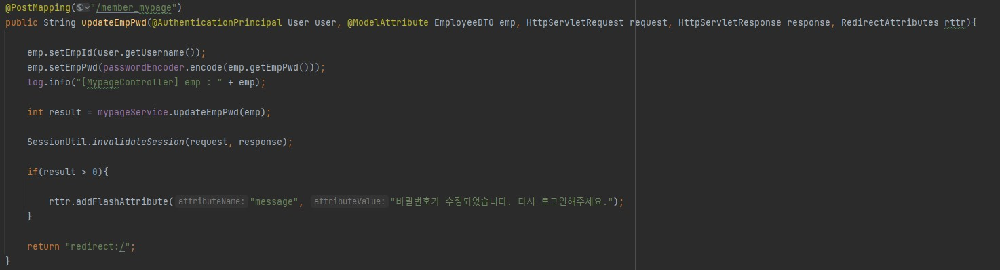 @PostMapping("/member_mypage")
public String updateEmpPwd(@AuthenticationPrincipal User user, @ModelAttribute EmployeeDTO emp, HttpServletRequest request, HttpServletResponse response, RedirectAttributes rttr){
emp.setEmpId(user.getUsername());
emp.setEmpPwd(passwordEncoder.encode(emp.getEmpPwd()));
log.info("[MypageController] emp : " + emp);
int result = mypageService.updateEmpPwd(emp);
SessionUtil.invalidateSession(request, response);
if(result > 0){
rttr.addFlashAttribute( attributeName: "message", attributeValue: "비밀번호가 수정되었습니다. 다시 로그인해주세요.");
}
return "redirect:/";
}